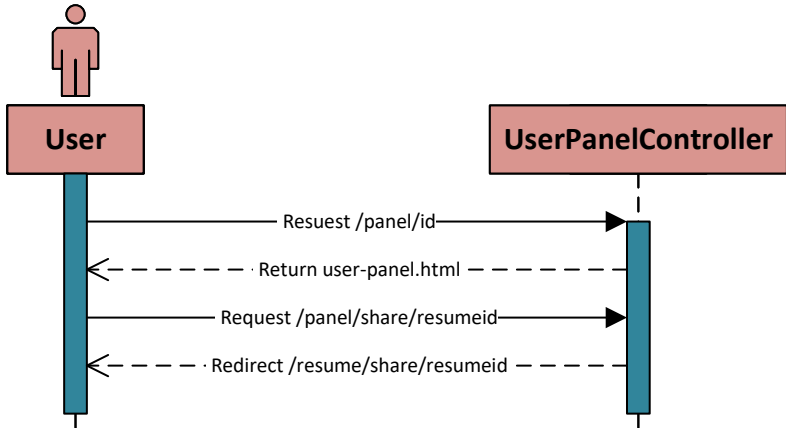 User
UserPanelController
Resuest /panel/id
Return user-panel.html
Request /panel/share/resumeid
Redirect /resume/share/resumeid